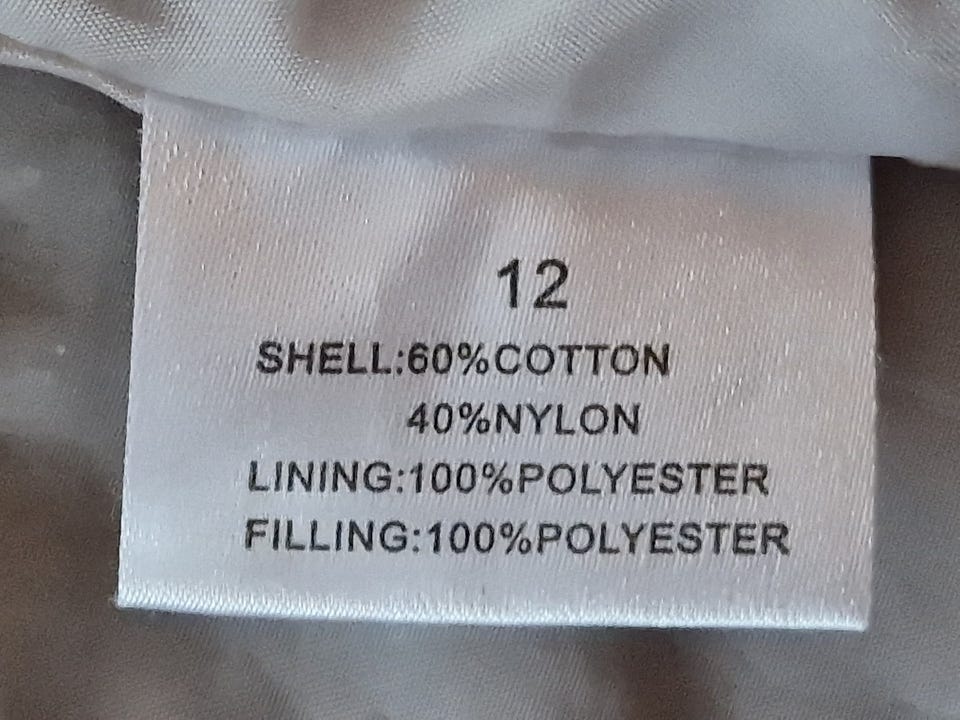 12
SHELL:60%COTTON
40%NYLON
LINING:100%POLYESTER
FILLING:100%POLYESTER